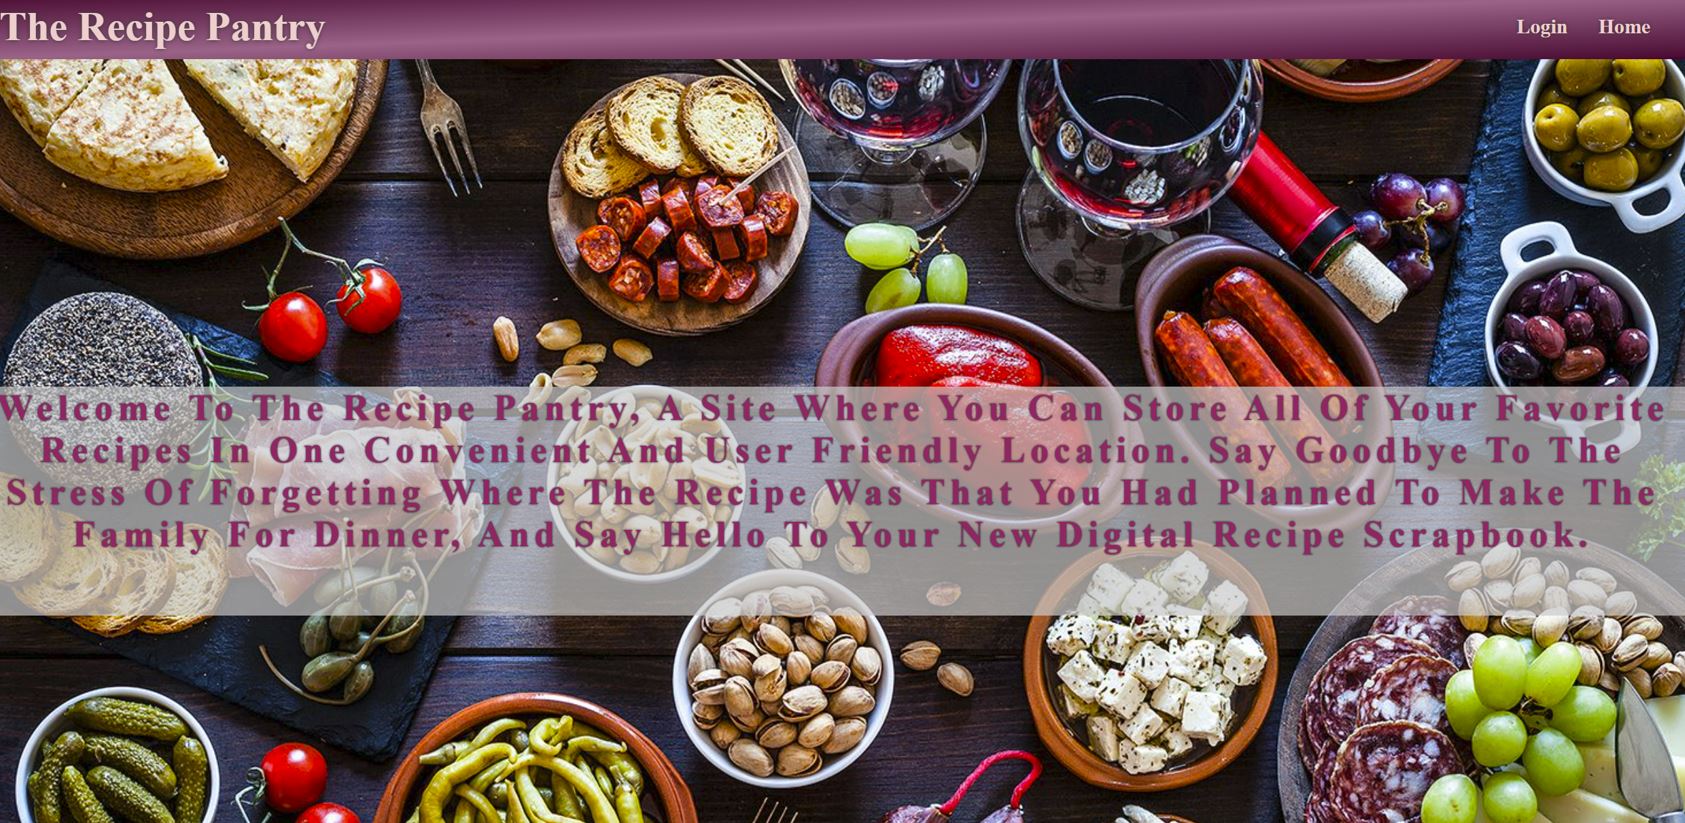 The Recipe Pantry
Login Home
Welcome To The Recipe Pantry, A Site Where You Can Store All Of Your Favorite
Recipes In One Convenient And User Friendly Location. Say Goodbye To The
Stress Of Forgetting Where The Recipe Was That You Had Planned To Make The
Family For Dinner, And Say Hello To Your New Digital Recipe Scrapbook.